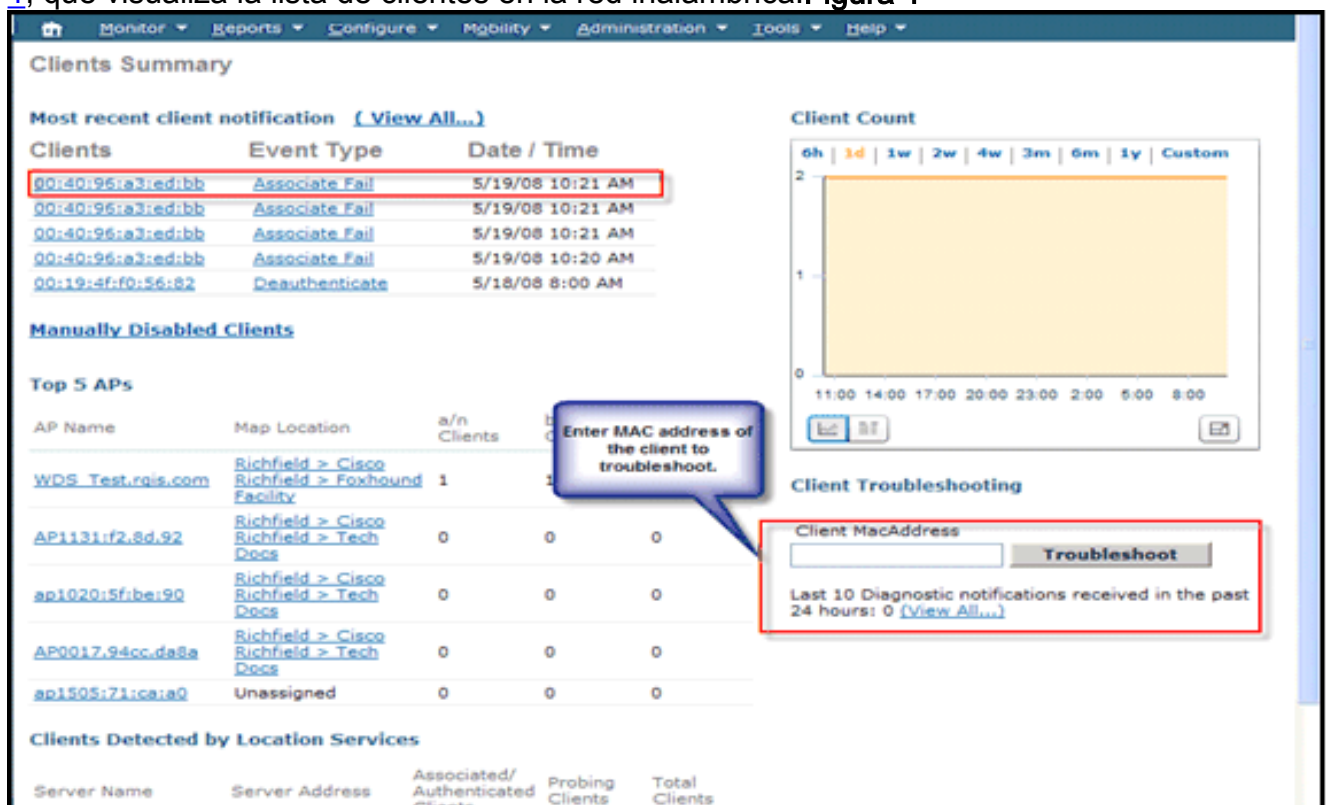 1, que visualiza la lista de clientes en la red inalámbrica.Figura 1
Monitor Reports Configure Mobility Administration Tools Help
Clients Summary
Most recent client notification ( View All...)
Clients Event Type Date / Time
00:40:96:a3:ed:bb Associate Fail 5/19/08 10:21 AM
00:40:96:a3:ed:bb Associate Fail 5/19/08 10:21 AM
00:40:96:a3:ed:bb Associate Fail 5/19/08 10:21 AM
00:40:96:a3:ed:bb Associate Fail 5/19/08 10:20 AM
00:19:4f:f0:56:82 Deauthenticate 5/18/08 8:00 AM
Manually Disabled Clients
Top 5 APs
AP Name Map Location a/n Clients
WDS_Test.rqis.com Richfield > Cisco Richfield > Foxhound Facility 1
AP1131:f2.8d.92 Richfield > Cisco Richfield > Tech Docs 0 0 0
ap1020:5f:be:90 Richfield > Cisco Richfield > Tech Docs 0 0 0
AP0017.94cc.da8a Richfield > Cisco Richfield > Tech Docs 0 0 0
ap1505:71:ca:a0 Unassigned 0 0 0
Clients Detected by Location Services
Server Name Server Address Associated/ Authenticated Clients Probing Clients Total Clients
Client Count
6h | 1d | 1w | 2w | 4w | 3m | 6m | 1y | Custom
2
1
0
11:00 14:00 17:00 20:00 23:00 2:00 5:00 8:00
Enter MAC address of
the client to
troubleshoot.
Client Troubleshooting
Client MacAddress
Troubleshoot
Last 10 Diagnostic notifications received in the past
24 hours: 0 (View All...)